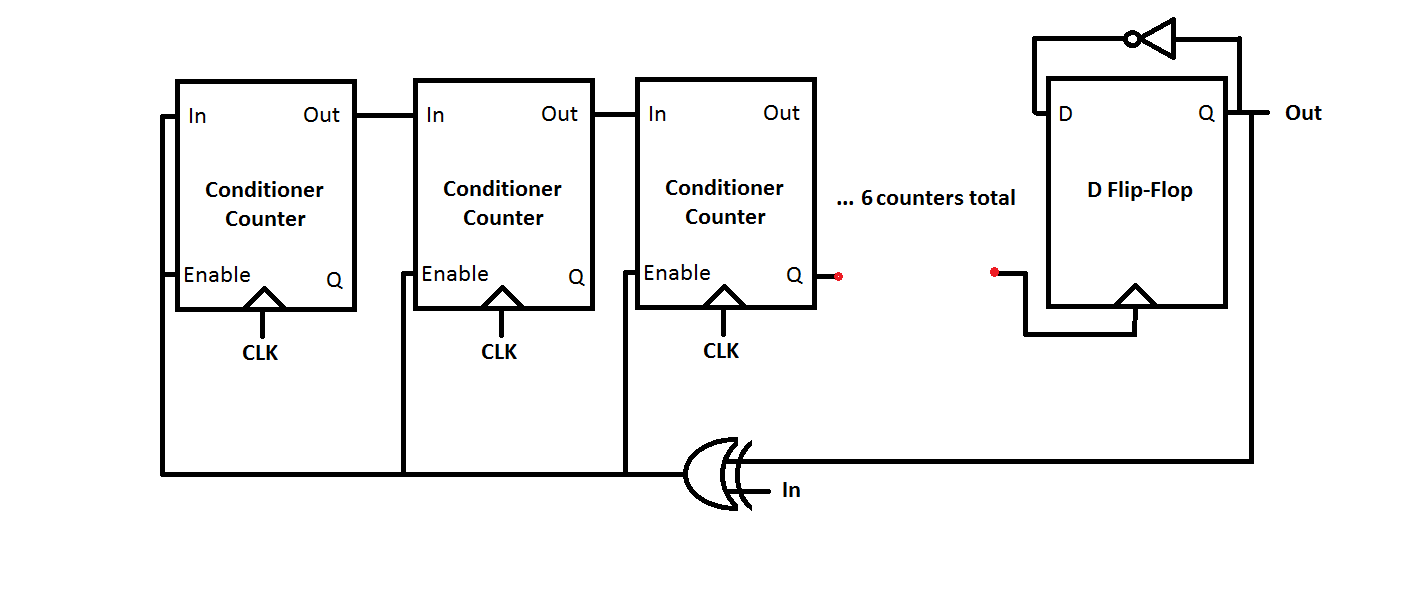 In Out
Conditioner
Counter
Enable Q
CLK
In Out
Conditioner
Counter
Enable Q
CLK
In Out
Conditioner
Counter
Enable Q
CLK
... 6 counters total
D Q
D Flip-Flop
Out
In